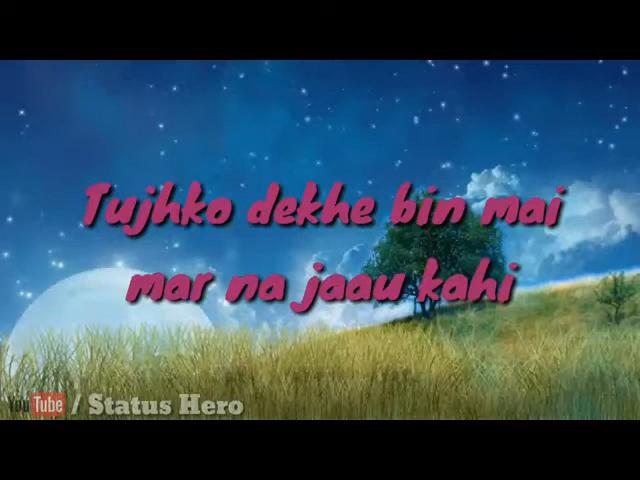 Tujhko dekhe bin mai
mar na jaau kahi
YouTube / Status Hero